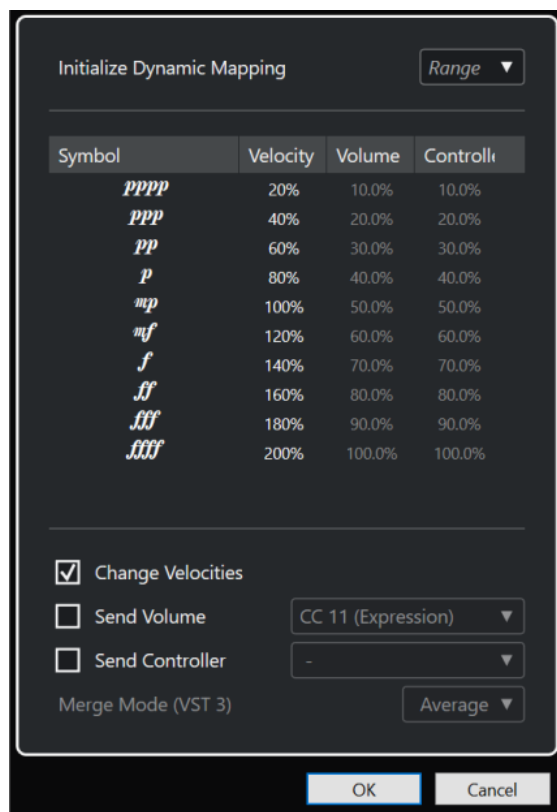 Initialize Dynamic Mapping Range
Symbol Velocity Volume Controlle
pppp 20% 10.0% 10.0%
ppp 40% 20.0% 20.0%
pp 60% 30.0% 30.0%
p 80% 40.0% 40.0%
mp 100% 50.0% 50.0%
mf 120% 60.0% 60.0%
f 140% 70.0% 70.0%
ff 160% 80.0% 80.0%
fff 180% 90.0% 90.0%
ffff 200% 100.0% 100.0%
Change Velocities
Send Volume CC 11 (Expression)
Send Controller -
Merge Mode (VST 3) Average
OK Cancel